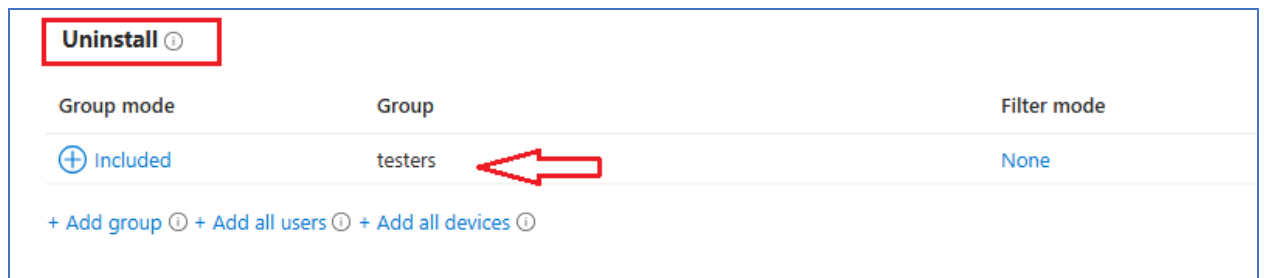 Uninstall
Group mode Group Filter mode
Included testers None
+ Add group + Add all users + Add all devices